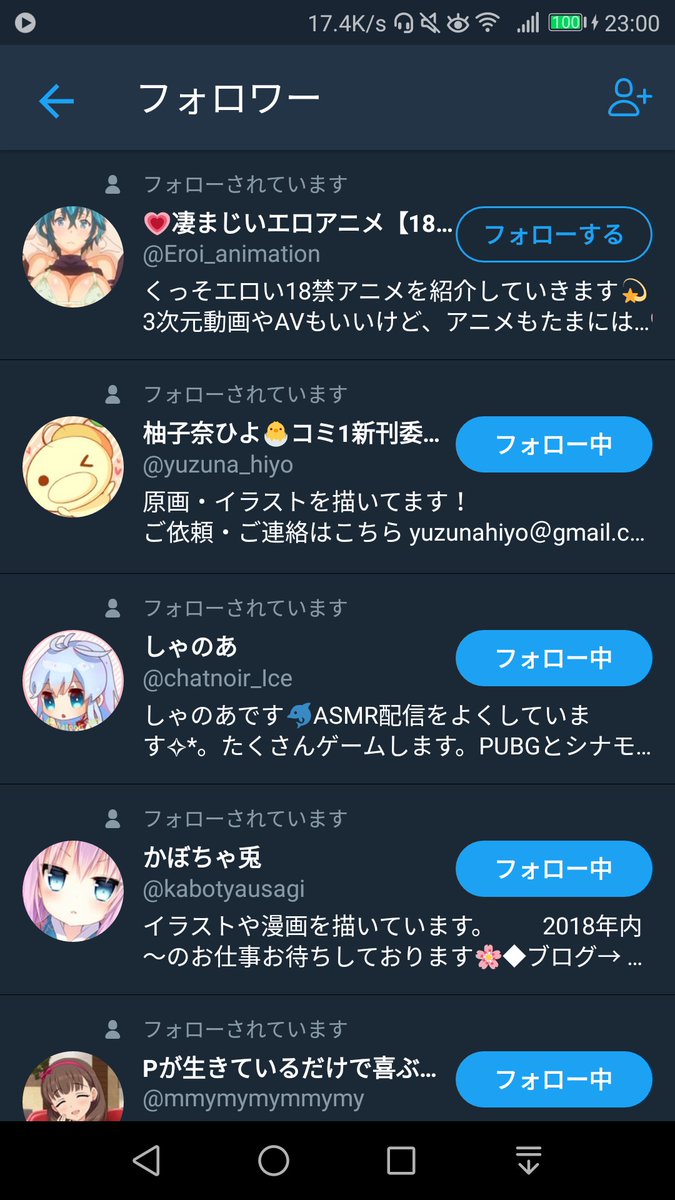 17.4K/s 100 23:00
フォロワー
フォローされています
💗凄まじいエロアニメ【18…
フォローする
@Eroi_animation
くっそエロい18禁アニメを紹介していきます💫
3次元動画やAVもいいけど、アニメもたまには…
フォローされています
柚子奈ひよ🐣コミ1新刊委…
フォロー中
@yuzuna_hiyo
原画・イラストを描いてます！
ご依頼・ご連絡はこちら yuzunahiyo@gmail.c…
フォローされています
しゃのあ
フォロー中
@chatnoir_Ice
しゃのあです🐬ASMR配信をよくしていま
す✧*。たくさんゲームします。PUBGとシナモ…
フォローされています
かぼちゃ兎
フォロー中
@kabotyausagi
イラストや漫画を描いています。 2018年内
〜のお仕事お待ちしております🌸◆ブログ→ …
フォローされています
Pが生きているだけで喜ぶ…
フォロー中
@mmymymymmymy